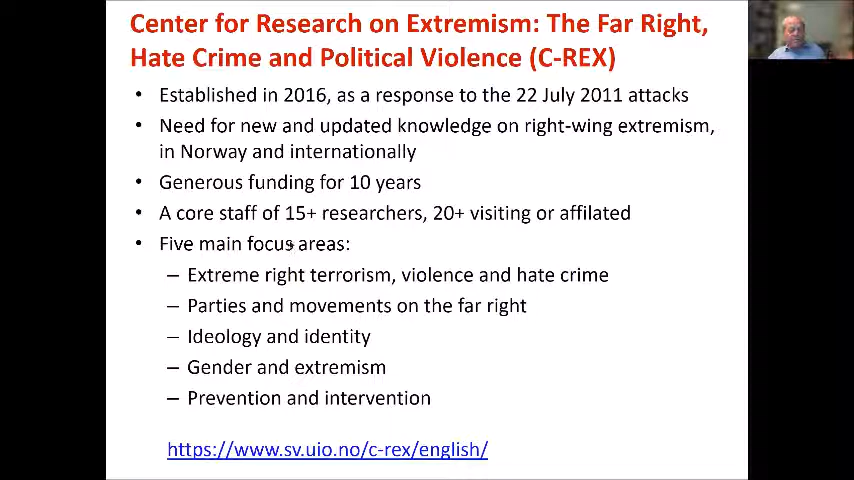 Center for Research on Extremism: The Far Right,
Hate Crime and Political Violence (C-REX)
• Established in 2016, as a response to the 22 July 2011 attacks
• Need for new and updated knowledge on right-wing extremism,
in Norway and internationally
• Generous funding for 10 years
• A core staff of 15+ researchers, 20+ visiting or affilated
• Five main focus areas:
– Extreme right terrorism, violence and hate crime
– Parties and movements on the far right
– Ideology and identity
– Gender and extremism
– Prevention and intervention
https://www.sv.uio.no/c-rex/english/